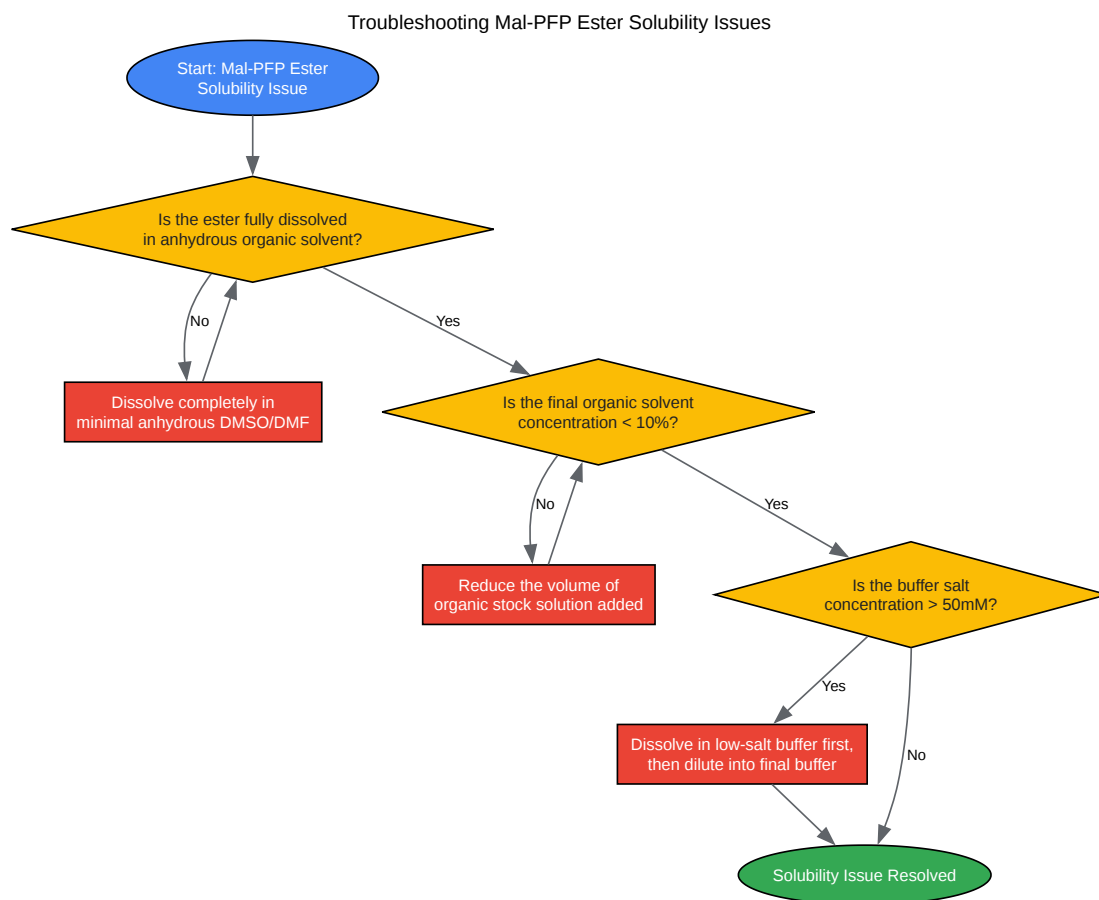 Troubleshooting Mal-PFP Ester Solubility Issues
Start: Mal-PFP Ester
Solubility Issue
Is the ester fully dissolved
in anhydrous organic solvent?
No
Yes
Dissolve completely in
minimal anhydrous DMSO/DMF
Is the final organic solvent
concentration < 10%?
No
Yes
Reduce the volume of
organic stock solution added
Is the buffer salt
concentration > 50mM?
Yes
No
Dissolve in low-salt buffer first,
then dilute into final buffer
Solubility Issue Resolved